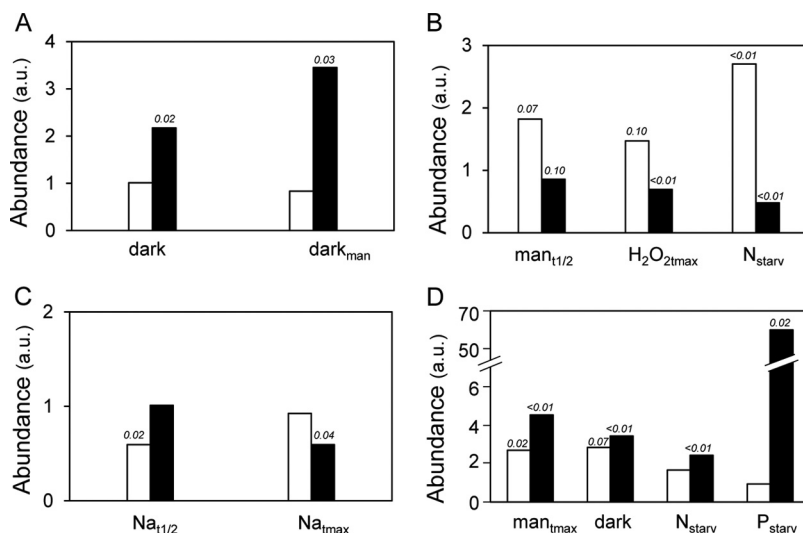 A
Abundance (a.u.)
4
3
2
1
0
0.02
0.03
dark
dark_man
B
Abundance (a.u.)
3
2
1
0
0.07
0.10
0.10
<0.01
<0.01
<0.01
man_t1/2
H₂O₂tmax
N_starv
C
Abundance (a.u.)
2
1
0
0.02
0.04
Na_t1/2
Na_tmax
D
Abundance (a.u.)
70
50
6
4
2
0
0.02
<0.01
0.07
<0.01
<0.01
0.02
man_tmax
dark
N_starv
P_starv